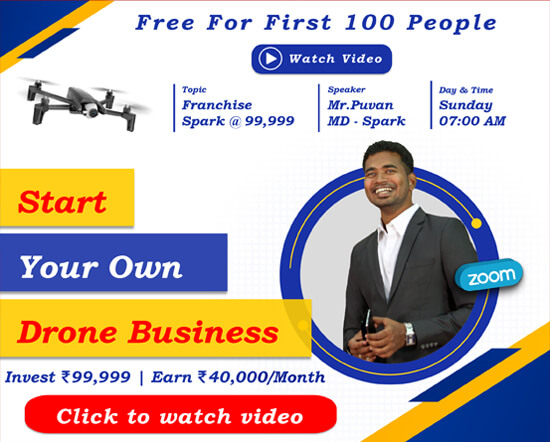 Free For First 100 People
Watch Video
Topic
Franchise
Spark @ 99,999
Speaker
Mr.Puvan
MD - Spark
Day & Time
Sunday
07:00 AM
Start
Your Own
Drone Business
zoom
Invest ₹99,999 | Earn ₹40,000/Month
Click to watch video